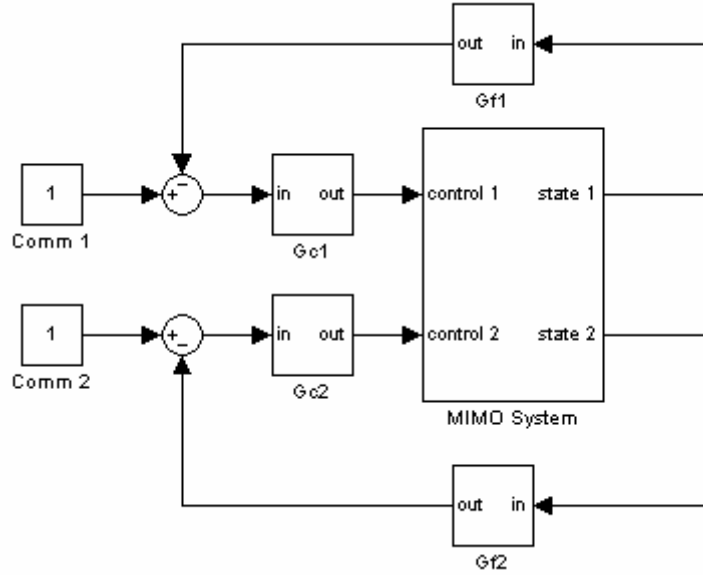 out in
Gf1
1
Comm 1
+ −
in out
Gc1
control 1 state 1
1
Comm 2
+ −
in out
Gc2
control 2 state 2
MIMO System
out in
Gf2